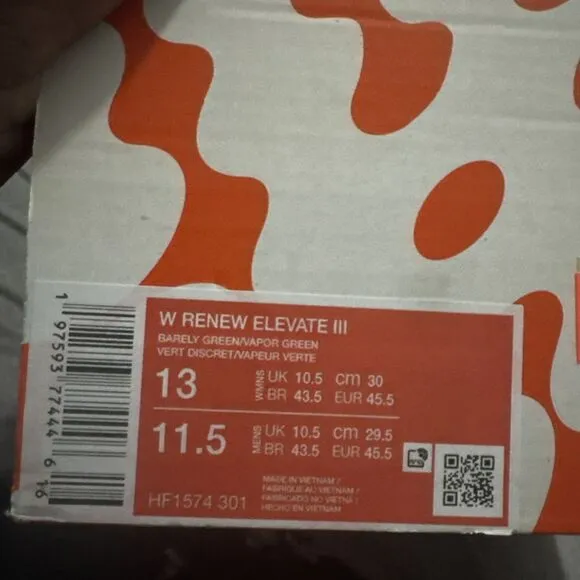 W RENEW ELEVATE III
BARELY GREEN/VAPOR GREEN
VERT DISCRET/VAPEUR VERTE
13 WMNS UK 10.5 cm 30
BR 43.5 EUR 45.5
11.5 MENS UK 10.5 cm 29.5
BR 43.5 EUR 45.5
HF1574 301
MADE IN VIETNAM /
FABRIQUE AU VIETNAM /
FABRICADO NO VIETNA /
HECHO EN VIETNAM
1 97593 77444 6 16